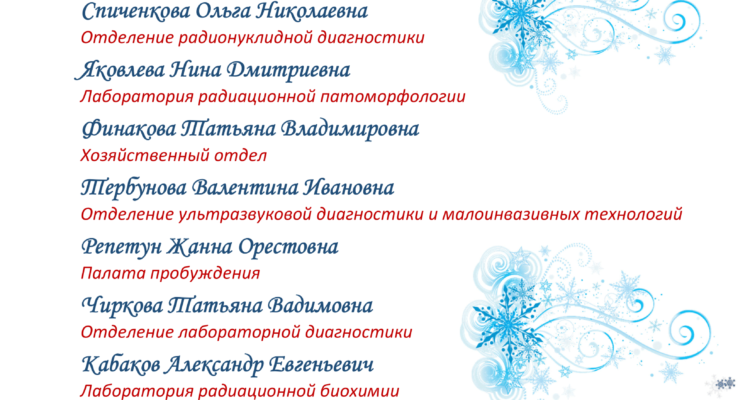 Спиченкова Ольга Николаевна
Отделение радионуклидной диагностики
Яковлева Нина Дмитриевна
Лаборатория радиационной патоморфологии
Финакова Татьяна Владимировна
Хозяйственный отдел
Тербунова Валентина Ивановна
Отделение ультразвуковой диагностики и малоинвазивных технологий
Репетун Жанна Орестовна
Палата пробуждения
Чиркова Татьяна Вадимовна
Отделение лабораторной диагностики
Кабаков Александр Евгеньевич
Лаборатория радиационной биохимии